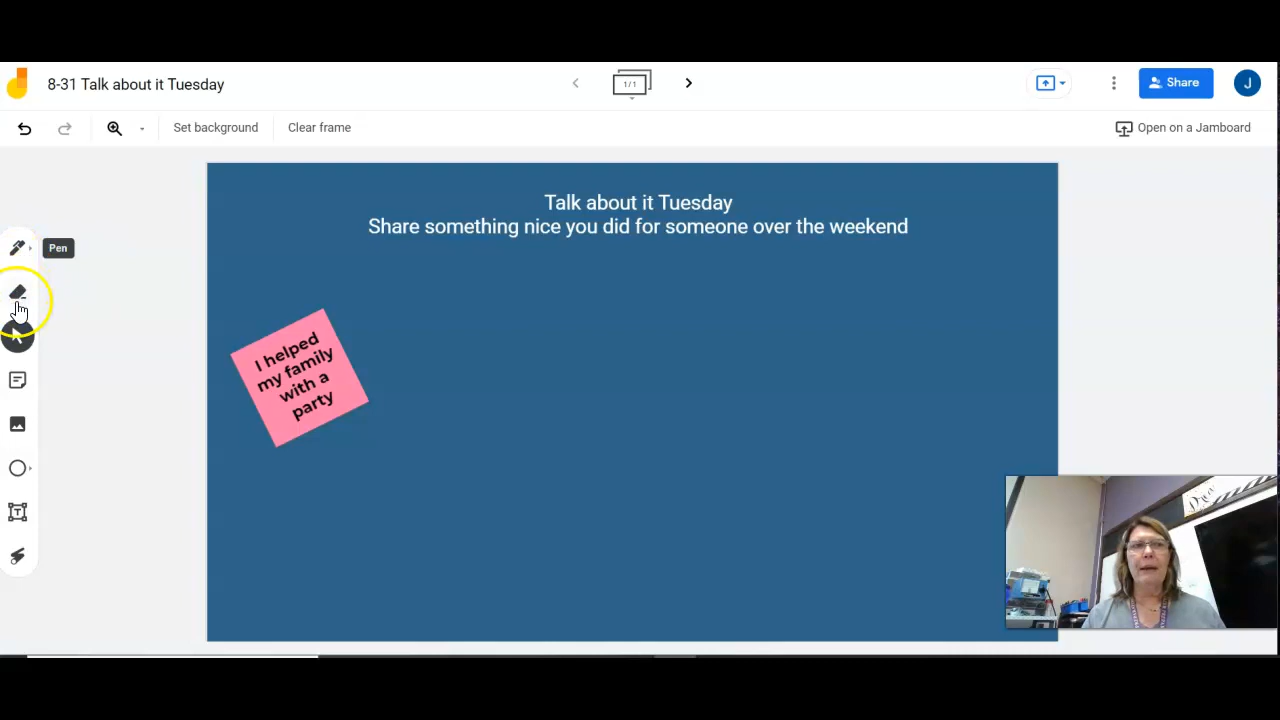 8-31 Talk about it Tuesday
1/1
Share
J
Set background
Clear frame
Open on a Jamboard
Talk about it Tuesday
Share something nice you did for someone over the weekend
Pen
I helped
my family
with a
party